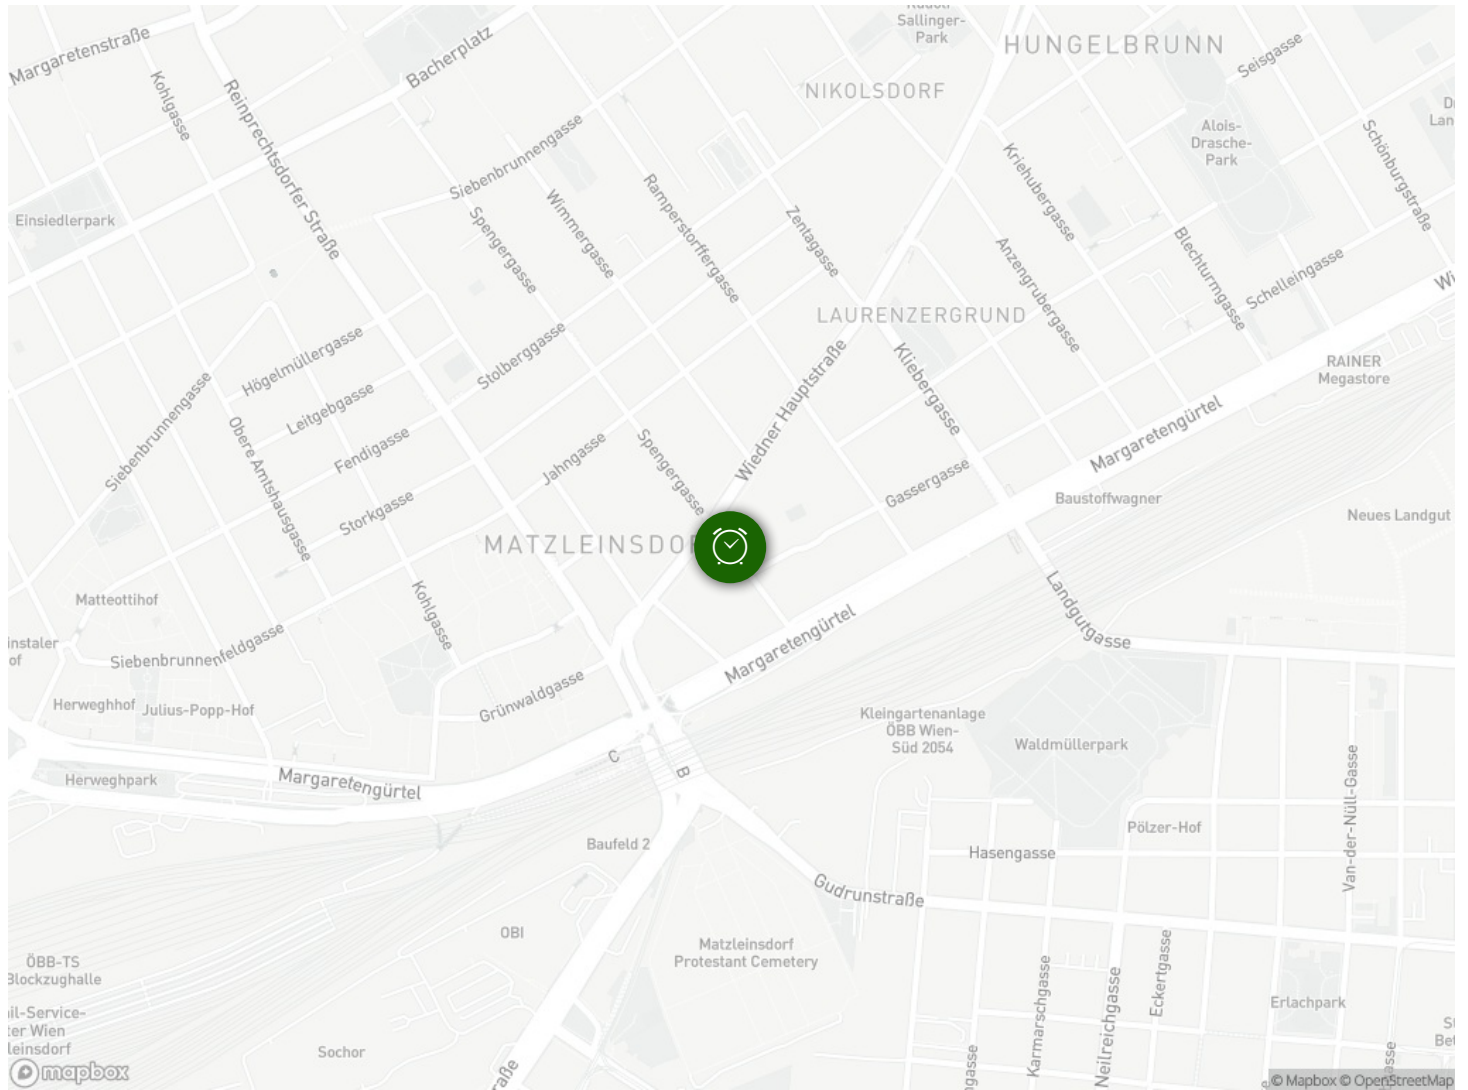 Sallinger-
Park
HUNGELBRUNN
Margaretenstraße
Bacherplatz
Seisgasse
Kohlgasse
Reinprechtsdorfer Straße
NIKOLSDORF
Alois-
Drasche-
Park
Schönburgstraße
Siebenbrunnengasse
Kriehubergasse
Einsiedlerpark
Spengergasse
Wimmergasse
Ramperstorffergasse
Zentagasse
Anzengrubergasse
Blechturmgasse
Schelleingasse
LAURENZERGRUND
Högelmüllergasse
Stolberggasse
RAINER
Megastore
Siebenbrunnengasse
Leitgebgasse
Wiedner Hauptstraße
Kliebergasse
Obere Amtshausgasse
Fendigasse
Jahngasse
Spengergasse
Margaretengürtel
Gassergasse
Storkgasse
Baustoffwagner
Neues Landgut
MATZLEINSDOR
Matteottihof
Kohlgasse
Landgutgasse
Siebenbrunnenfeldgasse
Margaretengürtel
Herweghhof
Julius-Popp-Hof
Grünwaldgasse
Kleingartenanlage
ÖBB Wien-
Süd 2054
Waldmüllerpark
C
B
Herweghpark
Margaretengürtel
Van-der-Nüll-Gasse
Baufeld 2
Pölzer-Hof
Hasengasse
Gudrunstraße
OBI
Matzleinsdorf
Protestant Cemetery
ÖBB-TS
Blockzughalle
Karmarschgasse
Neilreichgasse
Eckertgasse
Erlachpark
Sochor
mapbox
© Mapbox © OpenStreetMap